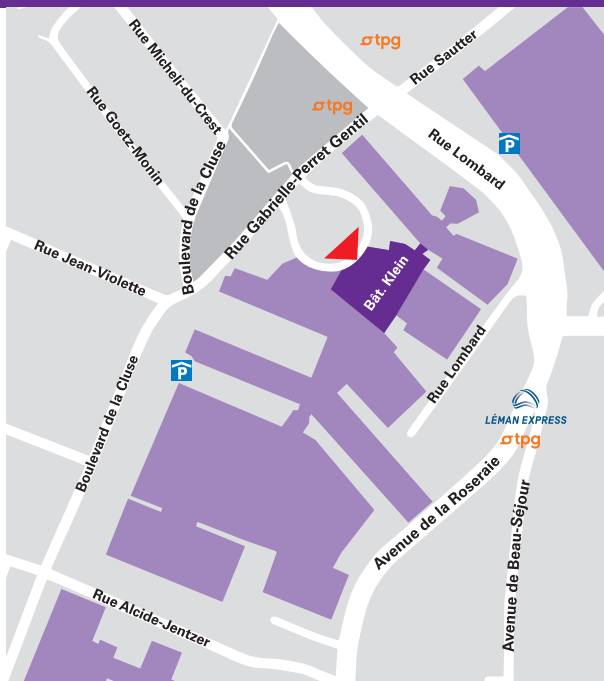 tpg
Rue Sautter
Rue Micheli-du-Crest
tpg
Rue Goetz-Monin
Rue Gabrielle-Perret Gentil
Rue Lombard
P
Boulevard de la Cluse
Rue Jean-Violette
Bât. Klein
Rue Lombard
P
Boulevard de la Cluse
LÉMAN EXPRESS
tpg
Avenue de la Roseraie
Avenue de Beau-Séjour
Rue Alcide-Jentzer